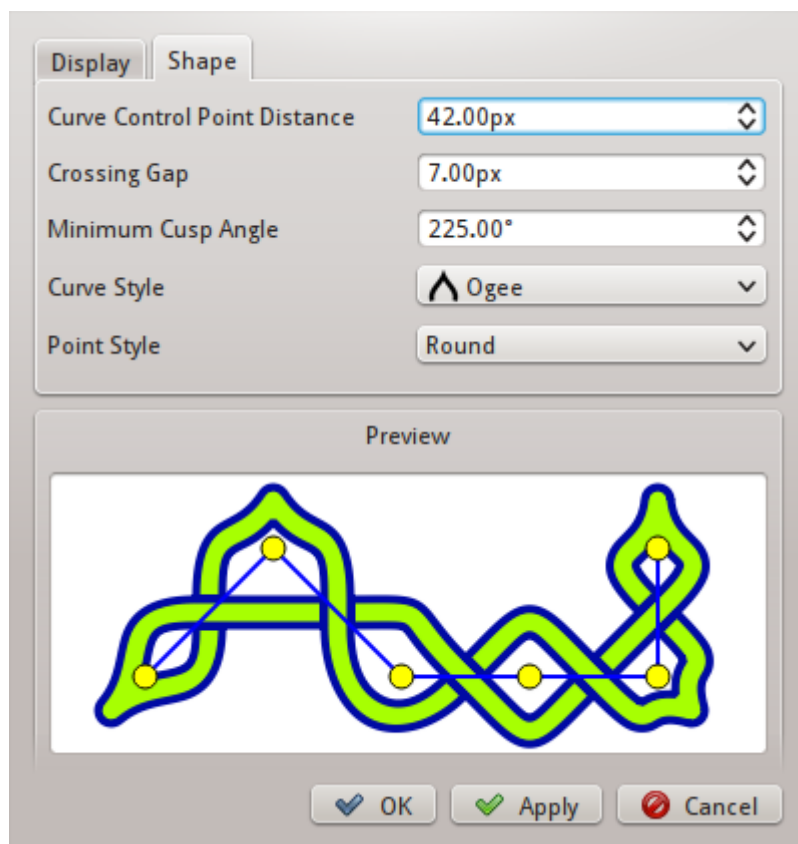 Display Shape
Curve Control Point Distance 42.00px
Crossing Gap 7.00px
Minimum Cusp Angle 225.00°
Curve Style Ogee
Point Style Round
Preview
OK Apply Cancel